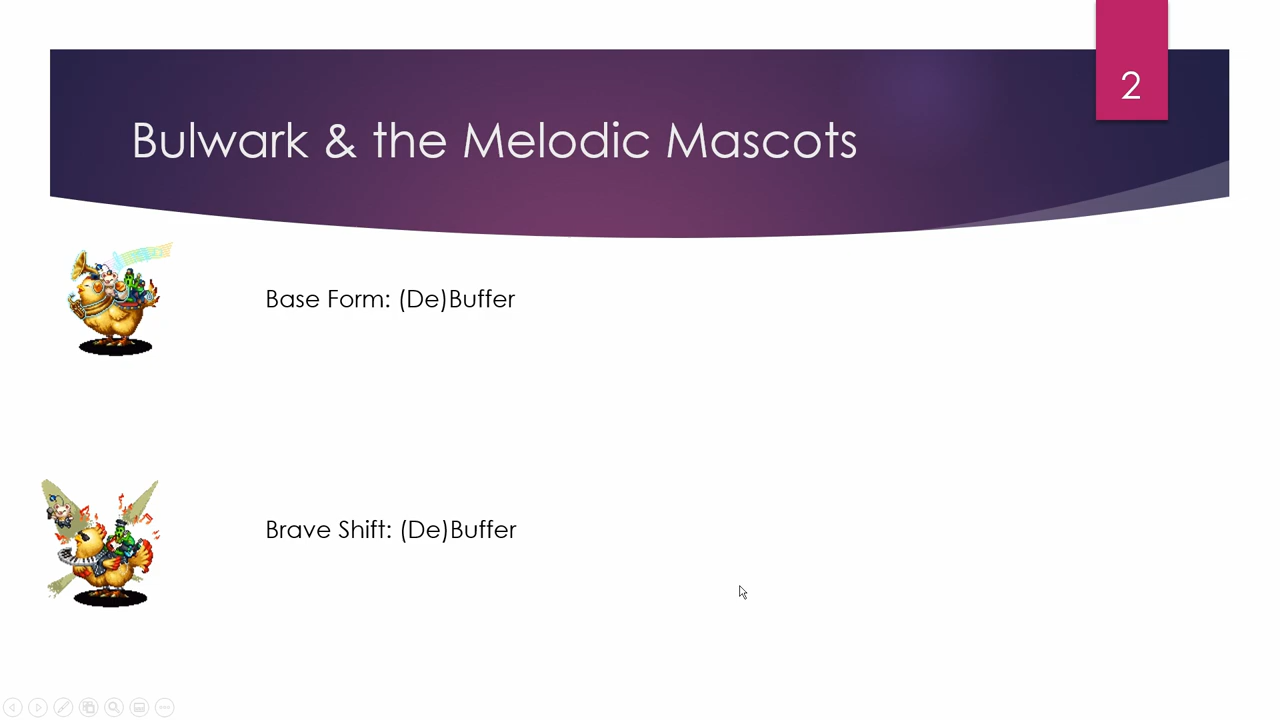 2
Bulwark & the Melodic Mascots
Base Form: (De)Buffer
Brave Shift: (De)Buffer